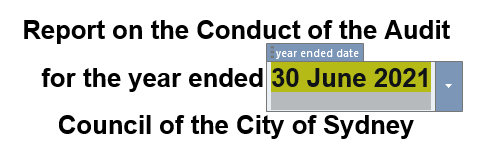 Report on the Conduct of the Audit
year ended date
for the year ended 30 June 2021
Council of the City of Sydney